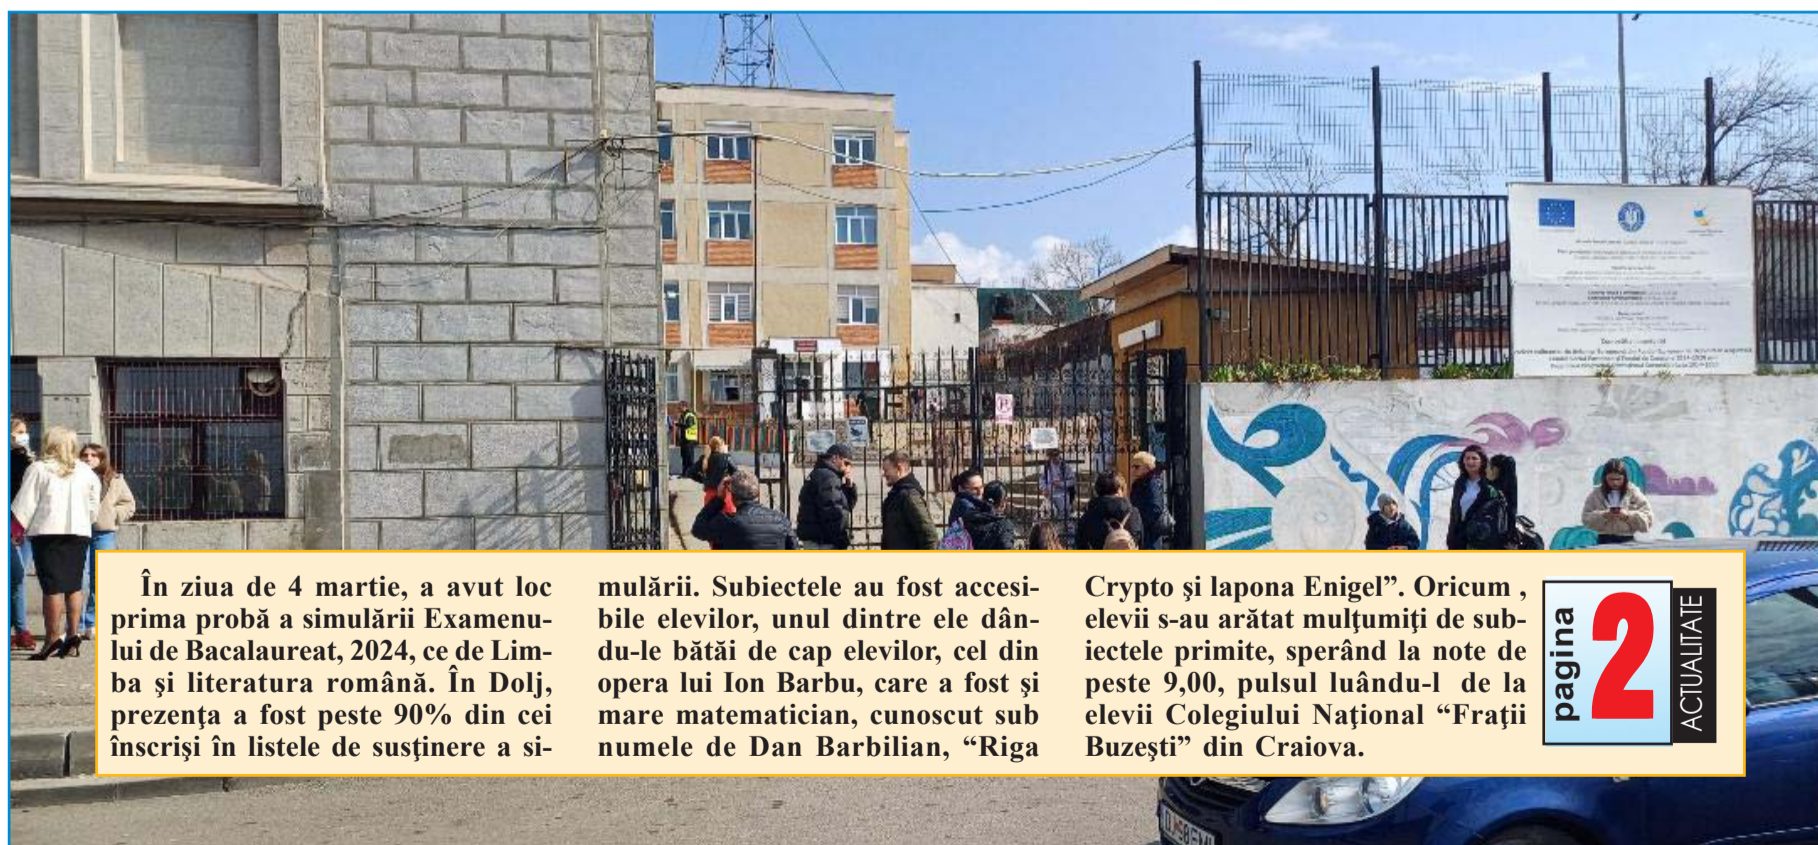 În ziua de 4 martie, a avut loc
prima probă a simulării Examenu-
lui de Bacalaureat, 2024, ce de Lim-
ba şi literatura română. În Dolj,
prezenţa a fost peste 90% din cei
înscrişi în listele de susţinere a si-
mulării. Subiectele au fost accesi-
bile elevilor, unul dintre ele dân-
du-le bătăi de cap elevilor, cel din
opera lui Ion Barbu, care a fost şi
mare matematician, cunoscut sub
numele de Dan Barbilian, “Riga
Crypto şi lapona Enigel”. Oricum ,
elevii s-au arătat mulţumiţi de sub-
iectele primite, sperând la note de
peste 9,00, pulsul luându-l de la
elevii Colegiului Naţional “Fraţii
Buzeşti” din Craiova.
pagina
2
ACTUALITATE